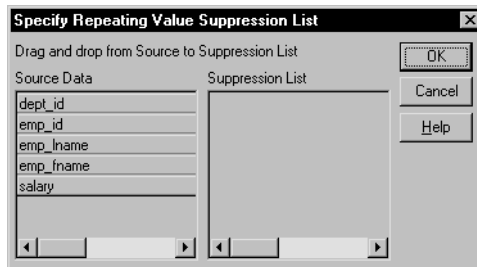 Specify Repeating Value Suppression List
Drag and drop from Source to Suppression List
Source Data
Suppression List
dept_id
emp_id
emp_lname
emp_fname
salary
OK
Cancel
Help